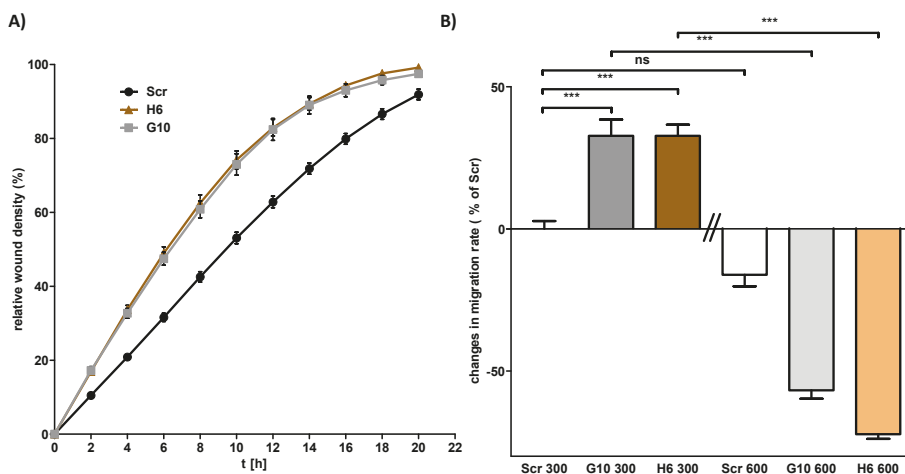 A)
relative wound density (%)
100
80
60
40
20
0
Scr
H6
G10
0 2 4 6 8 10 12 14 16 18 20 22
t [h]
B)
changes in migration rate ( % of Scr)
50
0
-50
***
***
ns
***
***
Scr 300 G10 300 H6 300 Scr 600 G10 600 H6 600